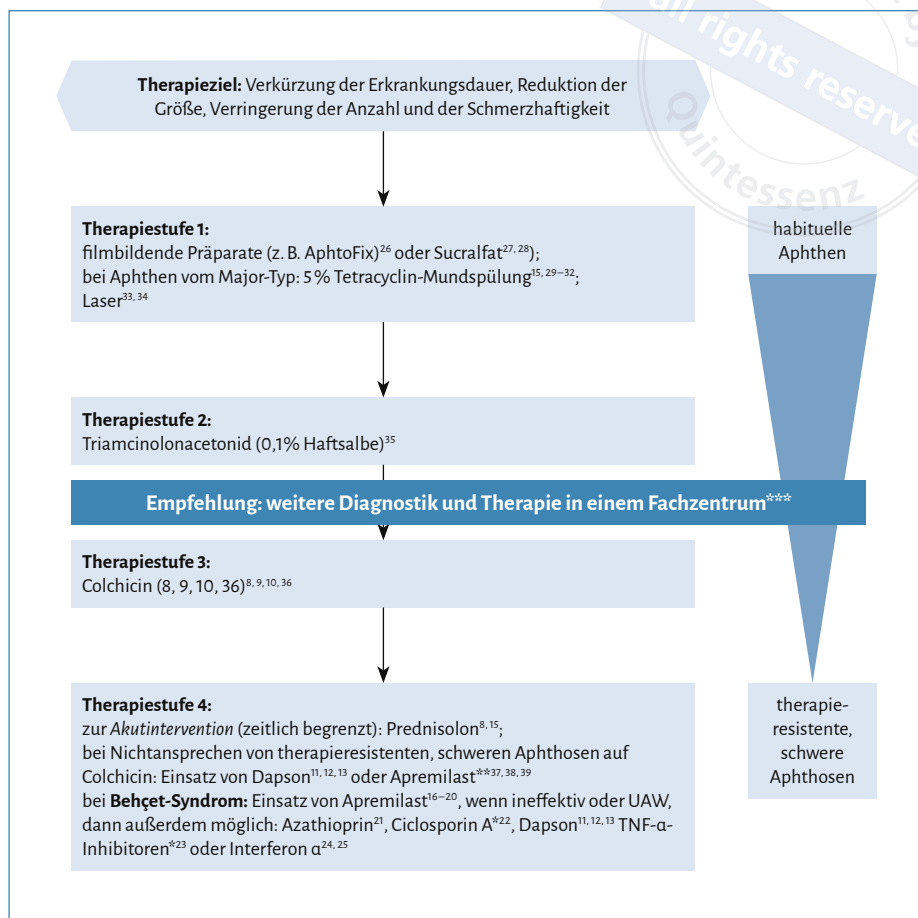 all rights reserve
Quintessenz
Therapieziel: Verkürzung der Erkrankungsdauer, Reduktion der
Größe, Verringerung der Anzahl und der Schmerzhaftigkeit
Therapiestufe 1:
filmbildende Präparate (z. B. AphtoFix)²⁶ oder Sucralfat²⁷, ²⁸);
bei Aphthen vom Major-Typ: 5 % Tetracyclin-Mundspülung¹⁵, ²⁹⁻³²;
Laser³³, ³⁴
habituelle
Aphthen
Therapiestufe 2:
Triamcinolonacetonid (0,1% Haftsalbe)³⁵
Empfehlung: weitere Diagnostik und Therapie in einem Fachzentrum***
Therapiestufe 3:
Colchicin (8, 9, 10, 36)⁸, ⁹, ¹⁰, ³⁶
Therapiestufe 4:
zur Akutintervention (zeitlich begrenzt): Prednisolon⁸, ¹⁵;
bei Nichtansprechen von therapieresistenten, schweren Aphthosen auf
Colchicin: Einsatz von Dapson¹¹, ¹², ¹³ oder Apremilast**³⁷, ³⁸, ³⁹
bei Behçet-Syndrom: Einsatz von Apremilast¹⁶⁻²⁰, wenn ineffektiv oder UAW,
dann außerdem möglich: Azathioprin²¹, Ciclosporin A*²², Dapson¹¹, ¹², ¹³ TNF-α-
Inhibitoren*²³ oder Interferon α²⁴, ²⁵
therapie-
resistente,
schwere
Aphthosen